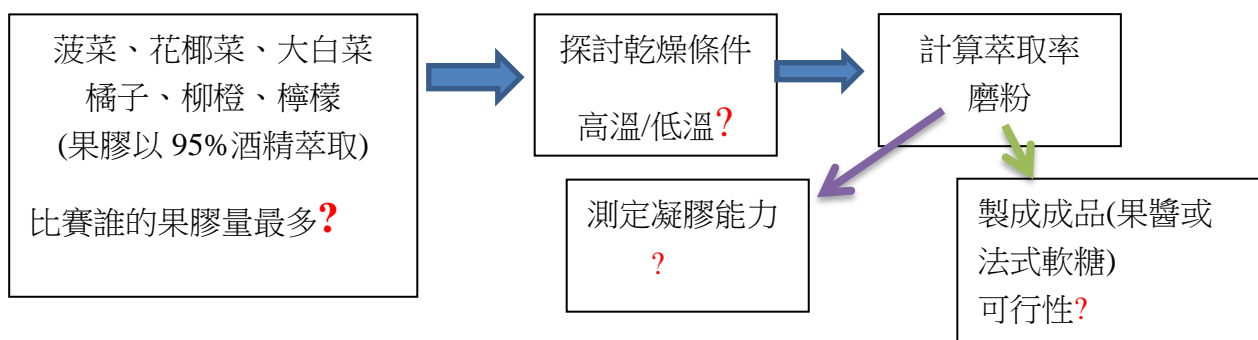 菠菜、花椰菜、大白菜
橘子、柳橙、檸檬
(果膠以 95%酒精萃取)
比賽誰的果膠量最多?
探討乾燥條件
高溫/低溫?
計算萃取率
磨粉
測定凝膠能力
?
製成成品(果醬或
法式軟糖)
可行性?